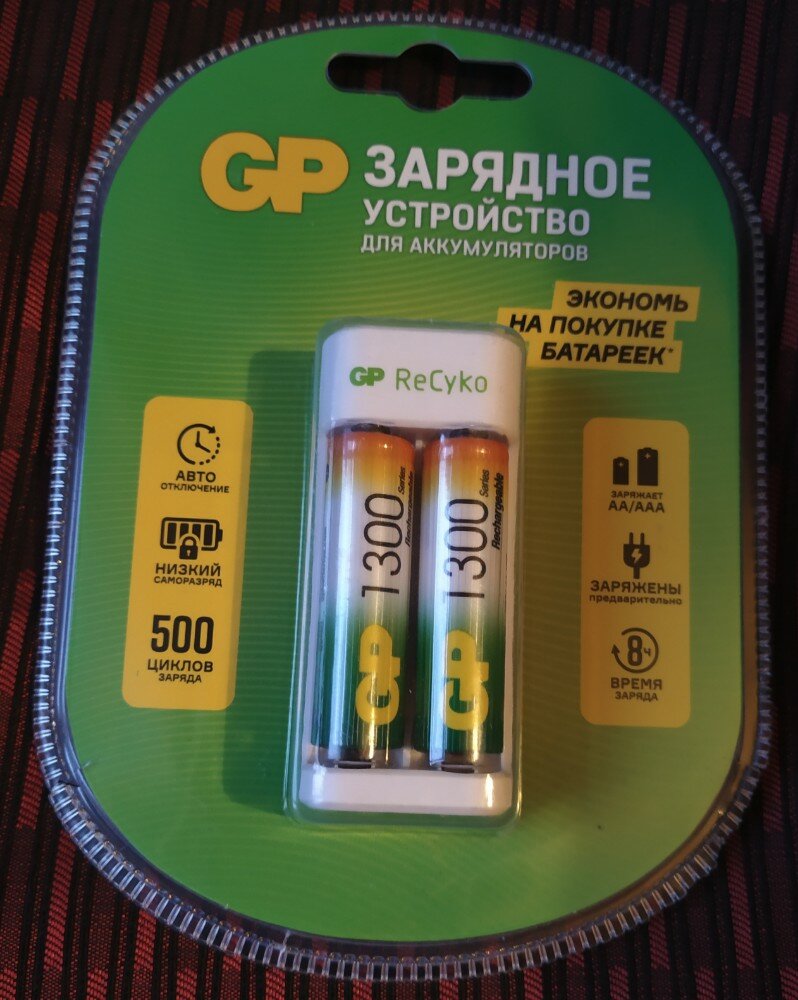 GP
ЗАРЯДНОЕ
УСТРОЙСТВО
ДЛЯ АККУМУЛЯТОРОВ
ЭКОНОМЬ
НА ПОКУПКЕ
БАТАРЕЕК*
GP ReCyko
АВТО
ОТКЛЮЧЕНИЕ
НИЗКИЙ
САМОРАЗРЯД
500
ЦИКЛОВ
ЗАРЯДА
GP 1300 Series
Rechargeable
GP 1300 Series
Rechargeable
ЗАРЯЖАЕТ
AA/AAA
ЗАРЯЖЕНЫ
предварительно
8ч
ВРЕМЯ
ЗАРЯДА